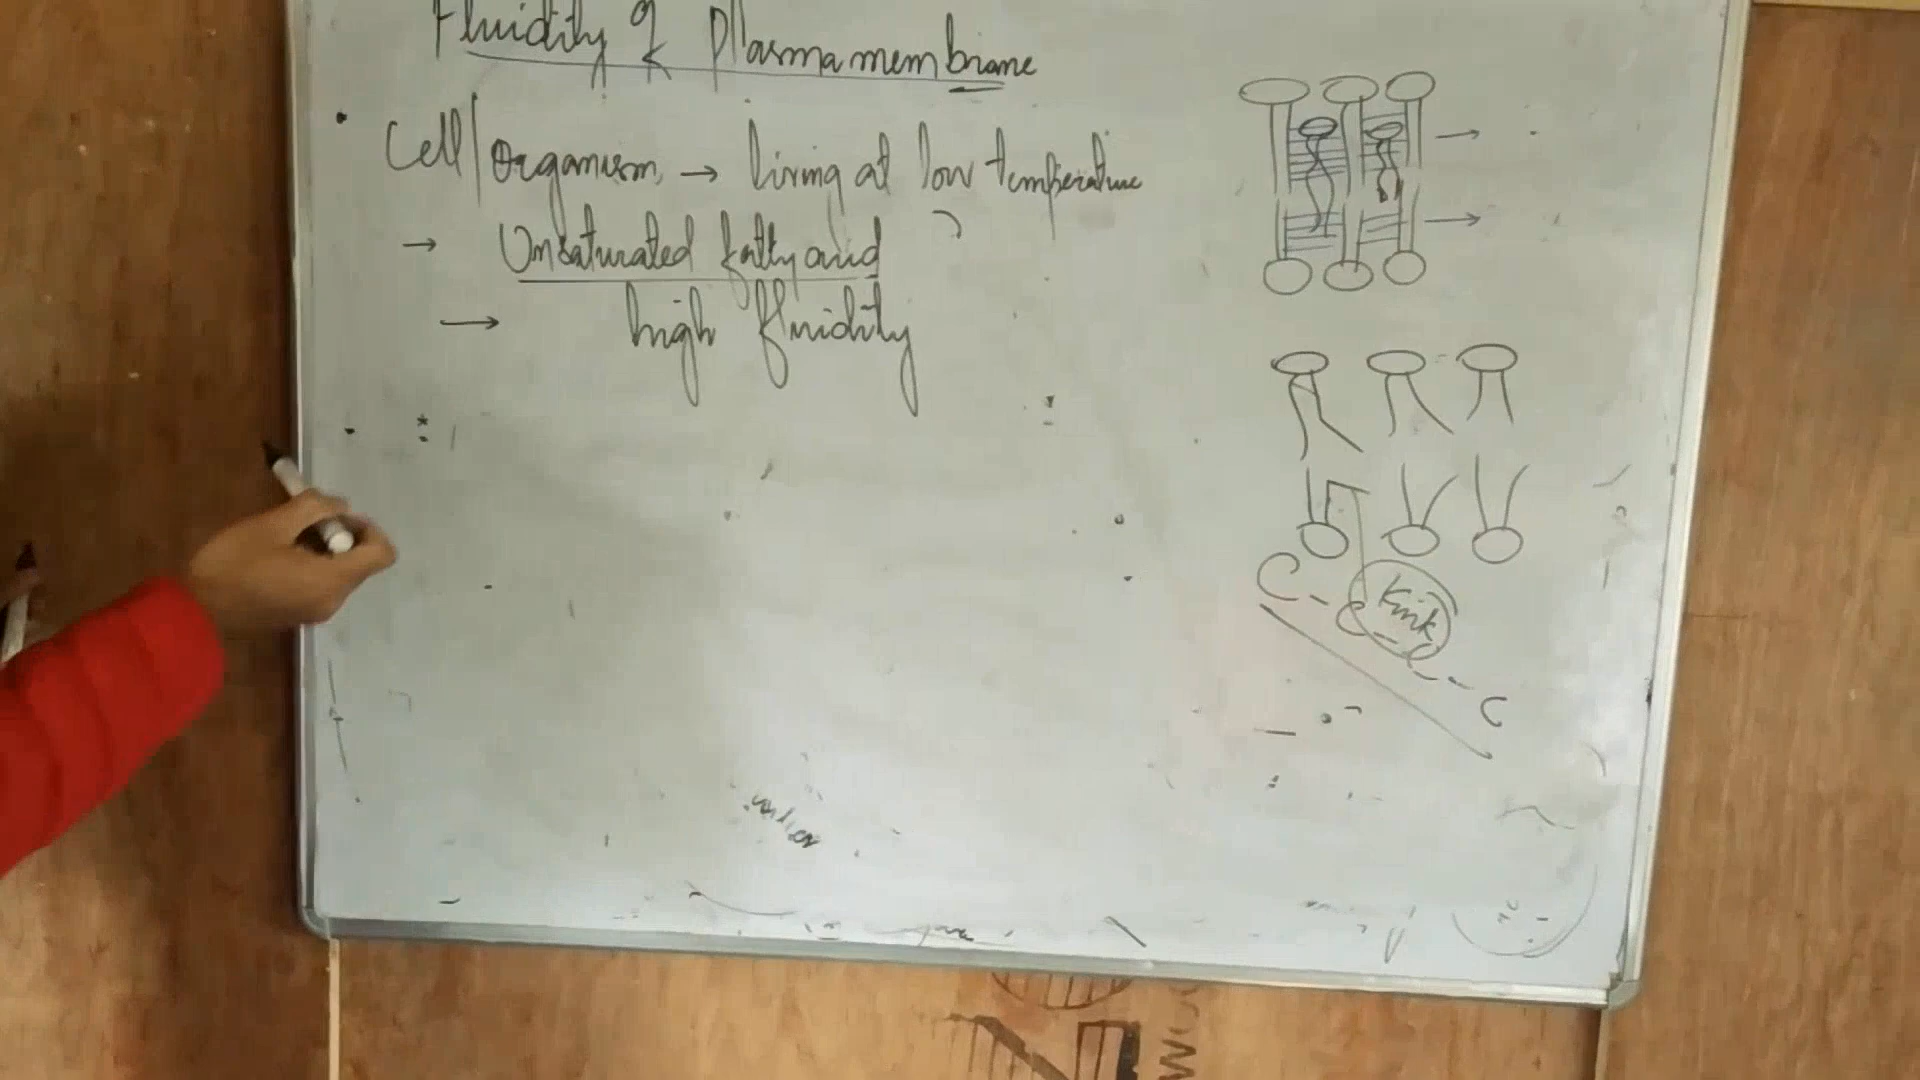 Fluidity of Plasma membrane
• Cell/Organism, → living at low temperature
→ Unsaturated fatty acid
→ high fluidity
Kink
C - C - C - C